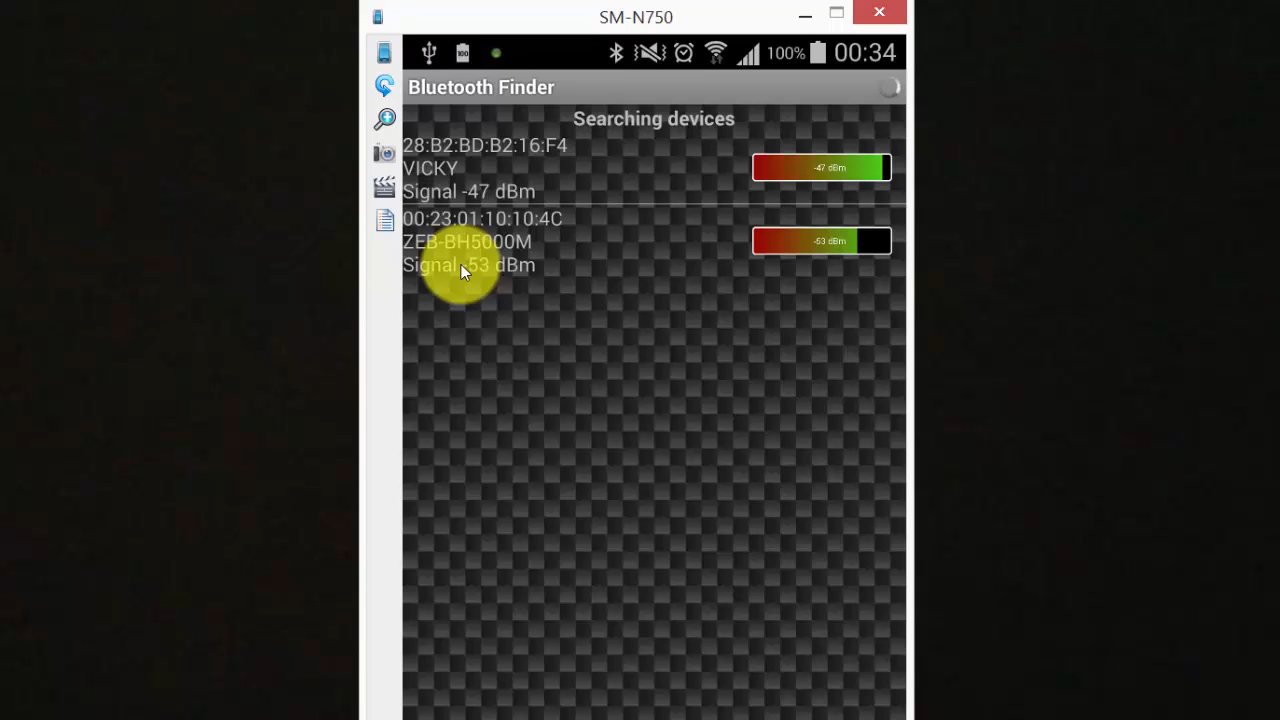 SM-N750
100
100% 00:34
Bluetooth Finder
Searching devices
28:B2:BD:B2:16:F4
VICKY
Signal -47 dBm
-47 dBm
00:23:01:10:10:4C
ZEB-BH5000M
Signal -53 dBm
-53 dBm